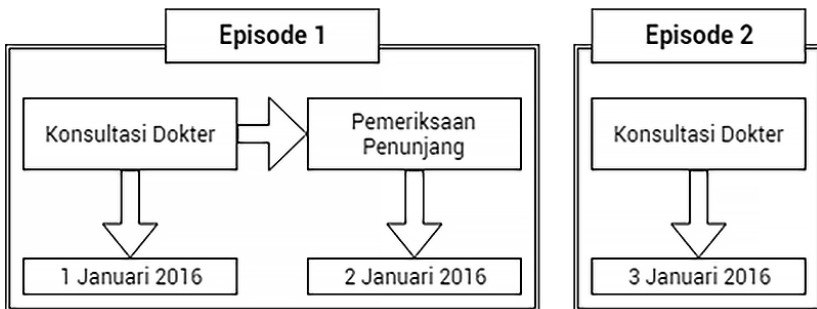 Episode 1
Konsultasi Dokter
Pemeriksaan
Penunjang
1 Januari 2016
2 Januari 2016
Episode 2
Konsultasi Dokter
3 Januari 2016